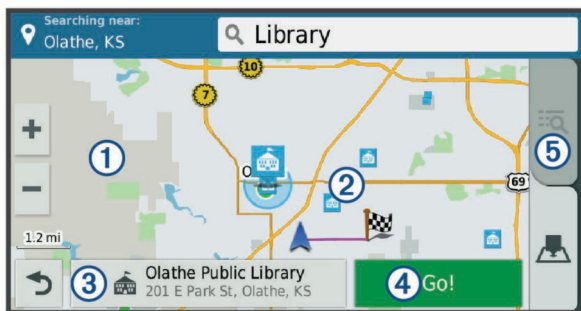 Searching near:
Olathe, KS
Library
10
7
1
5
O
2
69
1.2 mi
3
Olathe Public Library
201 E Park St, Olathe, KS
4
Go!